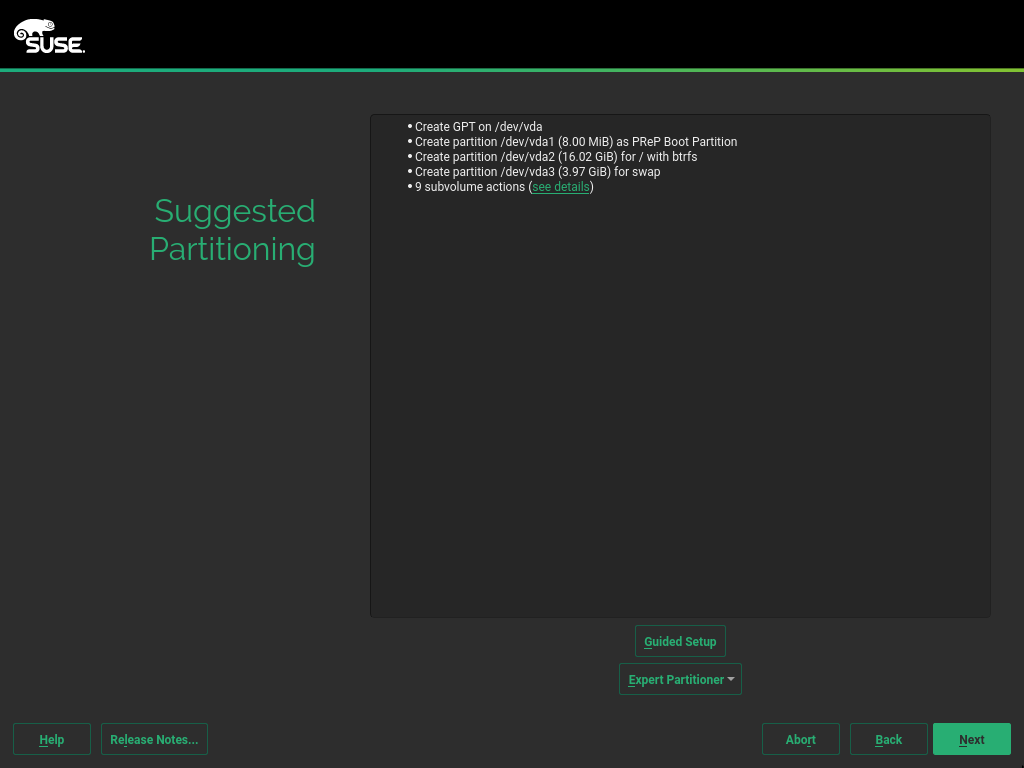 SUSE.
Suggested
Partitioning
• Create GPT on /dev/vda
• Create partition /dev/vda1 (8.00 MiB) as PReP Boot Partition
• Create partition /dev/vda2 (16.02 GiB) for / with btrfs
• Create partition /dev/vda3 (3.97 GiB) for swap
• 9 subvolume actions (see details)
Guided Setup
Expert Partitioner
Help Release Notes... Abort Back Next